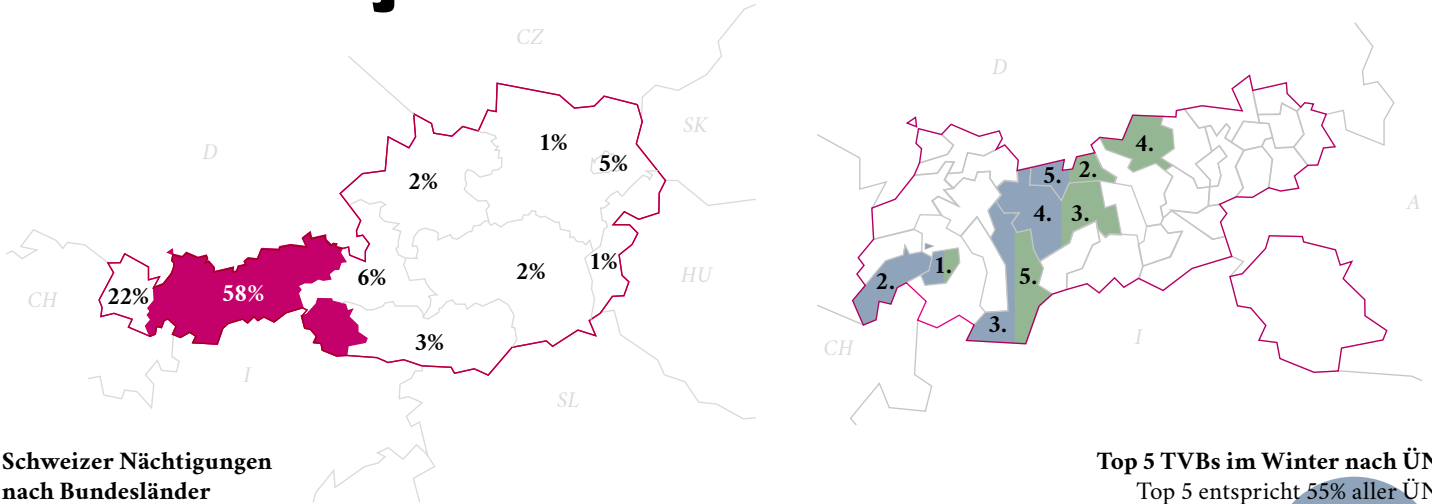 CZ
D
SK
1%
5%
2%
HU
1%
2%
6%
58%
22%
CH
3%
I
SL
Schweizer Nächtigungen
nach Bundesländer
D
4.
2.
5.
4.
3.
A
1.
2.
5.
3.
CH
I
Top 5 TVBs im Winter nach ÜN
Top 5 entspricht 55% aller ÜN